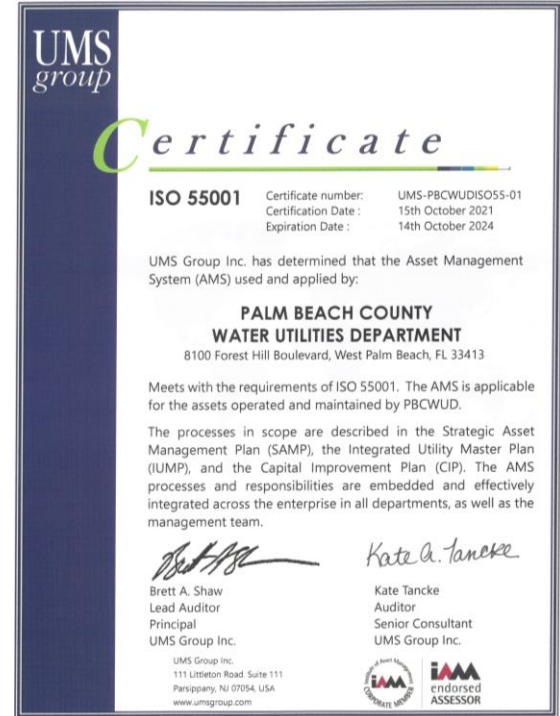 UMS
group
Certificate
ISO 55001
Certificate number: UMS-PBCWUDISO55-01
Certification Date : 15th October 2021
Expiration Date : 14th October 2024
UMS Group Inc. has determined that the Asset Management
System (AMS) used and applied by:
PALM BEACH COUNTY
WATER UTILITIES DEPARTMENT
8100 Forest Hill Boulevard, West Palm Beach, FL 33413
Meets with the requirements of ISO 55001. The AMS is applicable
for the assets operated and maintained by PBCWUD.
The processes in scope are described in the Strategic Asset
Management Plan (SAMP), the Integrated Utility Master Plan
(IUMP), and the Capital Improvement Plan (CIP). The AMS
processes and responsibilities are embedded and effectively
integrated across the enterprise in all departments, as well as the
management team.
Kate A. Tancke
Brett A. Shaw
Lead Auditor
Principal
UMS Group Inc.
Kate Tancke
Auditor
Senior Consultant
UMS Group Inc.
UMS Group Inc.
111 Littleton Road Suite 111
Parsippany, NJ 07054, USA
www.umsgroup.com
Institute of Asset Management
iAM
CORPORATE MEMBER
iAM
endorsed
ASSESSOR